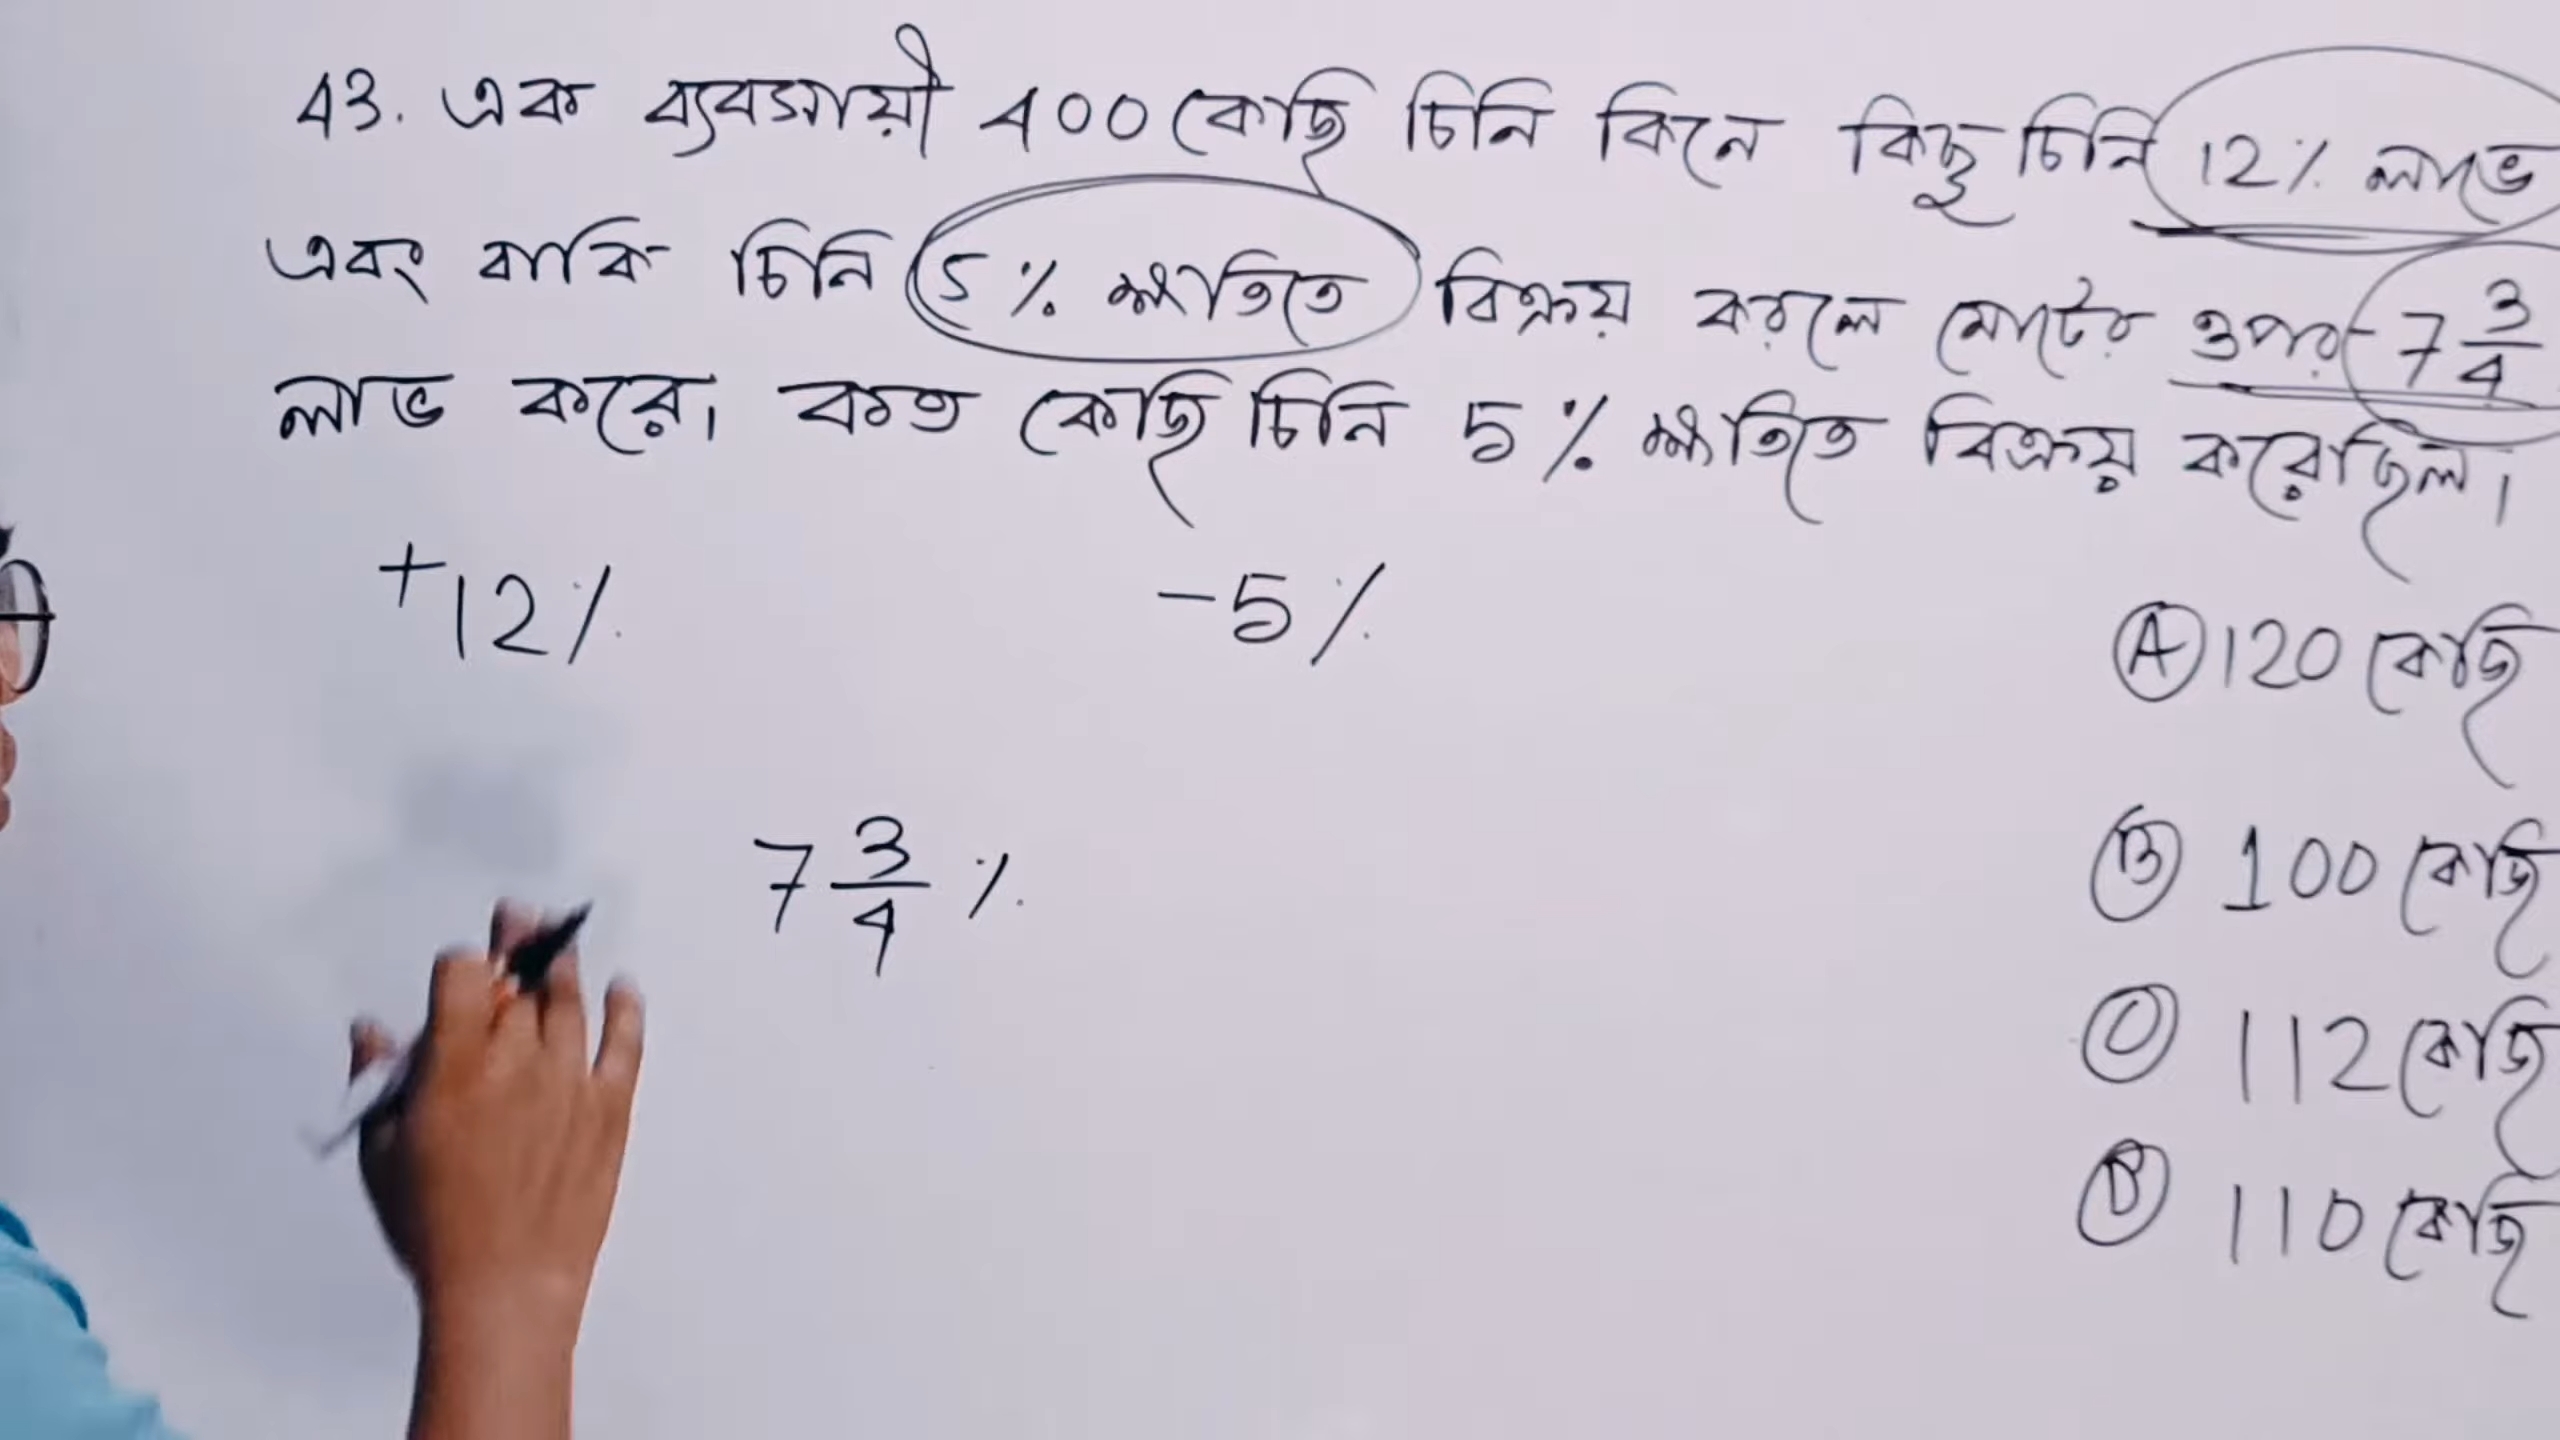 43. এক ব্যবসায়ী 400 কেজি চিনি কিনে কিছু চিনি 12% লাভে
এবং বাকি চিনি 5% ক্ষতিতে বিক্রয় করলে মোটের ওপর 7 3/4
লাভ করে। কত কেজি চিনি 5% ক্ষতিতে বিক্রয় করেছিল।
+12% -5%
7 3/4 %
A 120 কেজি
B 100 কেজি
C 112 কেজি
D 110 কেজি